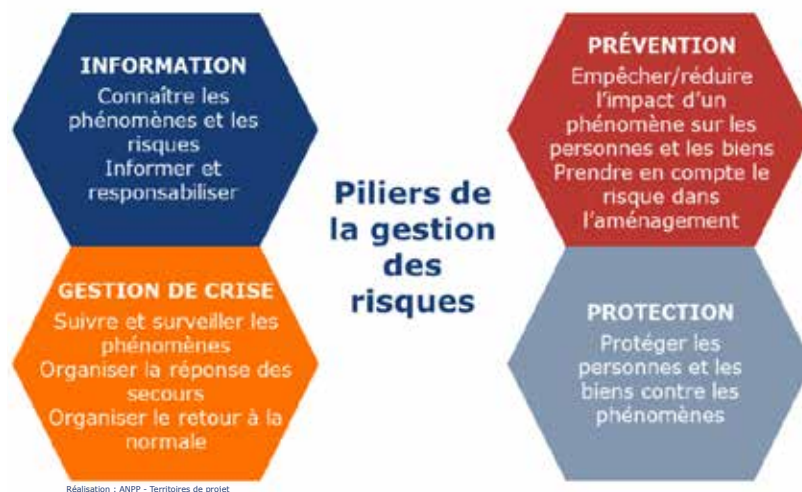 INFORMATION
Connaître les
phénomènes et les
risques
Informer et
responsabiliser
PRÉVENTION
Empêcher/réduire
l'impact d'un
phénomène sur les
personnes et les biens
Prendre en compte le
risque dans
l'aménagement
Piliers de
la gestion
des
risques
GESTION DE CRISE
Suivre et surveiller les
phénomènes
Organiser la réponse des
secours
Organiser le retour à la
normale
PROTECTION
Protéger les
personnes et les
biens contre les
phénomènes
Réalisation : ANPP - Territoires de projet